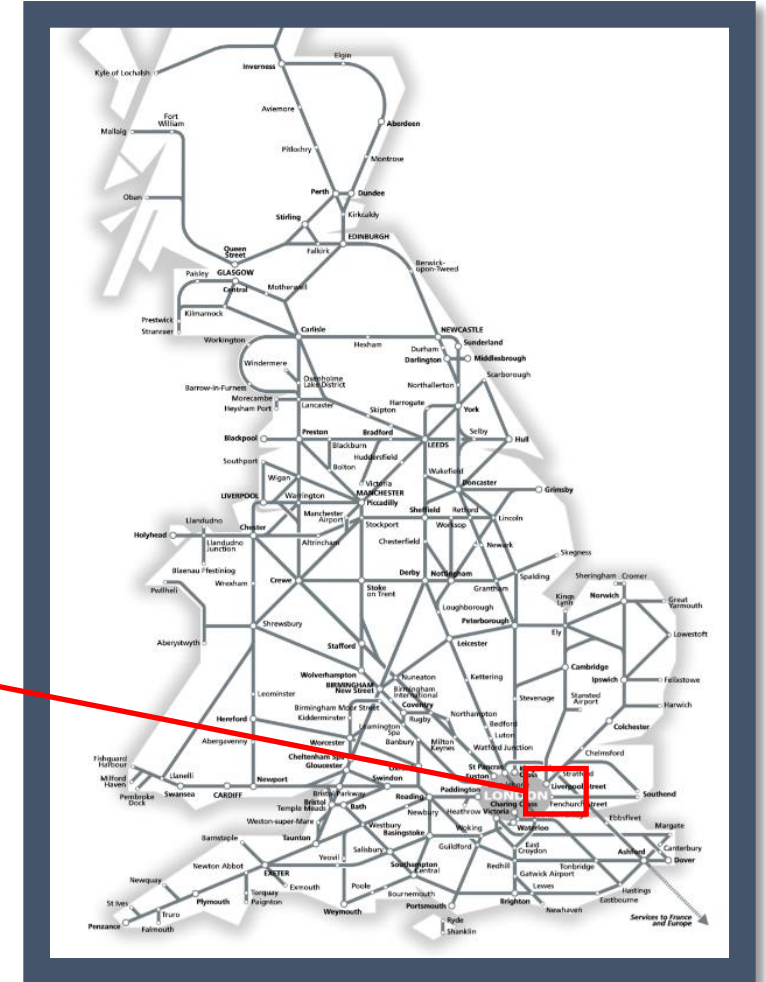 Elgin
Inverness
Kyle of Lochalsh
Aviemore
Fort
William
Aberdeen
Mallaig
Pitlochry
Montrose
Perth
Dundee
Oban
Stirling
Kirkcaldy
EDINBURGH
Queen
Street
Falkirk
Berwick-
upon-Tweed
Paisley
GLASGOW
Central
Motherwell
Prestwick
Kilmarnock
Stranraer
Carlisle
NEWCASTLE
Workington
Hexham
Sunderland
Durham
Darlington
Middlesbrough
Windermere
Scarborough
Oxenholme
Lake District
Barrow-in-Furness
Northallerton
Morecambe
Lancaster
Harrogate
Heysham Port
Skipton
York
Blackpool
Preston
Bradford
Selby
Hull
Blackburn
LEEDS
Huddersfield
Southport
Bolton
Wakefield
Wigan
Victoria
Doncaster
LIVERPOOL
Warrington
MANCHESTER
Piccadilly
Grimsby
Manchester
Airport
Sheffield
Retford
Llandudno
Stockport
Worksop
Lincoln
Holyhead
Chester
Llandudno
Junction
Altrincham
Chesterfield
Newark
Skegness
Blaenau Ffestiniog
Derby
Nottingham
Spalding
Sheringham
Cromer
Pwllheli
Wrexham
Crewe
Stoke
on Trent
Grantham
Kings
Lynn
Norwich
Great
Yarmouth
Loughborough
Peterborough
Aberystwyth
Shrewsbury
Stafford
Leicester
Ely
Lowestoft
Wolverhampton
Nuneaton
Kettering
Cambridge
BIRMINGHAM
New Street
Birmingham
International
Ipswich
Felixstowe
Leominster
Coventry
Stevenage
Stansted
Airport
Birmingham Moor Street
Kidderminster
Rugby
Northampton
Harwich
Hereford
Leamington
Spa
Bedford
Colchester
Abergavenny
Worcester
Banbury
Milton
Keynes
Luton
Watford Junction
Chelmsford
Fishguard
Harbour
Cheltenham Spa
Gloucester
St Pancras
Euston
Stratford
Milford
Haven
Llanelli
Newport
Swindon
Paddington
Liverpool Street
Pembroke
Dock
Swansea
CARDIFF
Bristol Parkway
Reading
LONDON
Southend
Bristol
Temple Meads
Bath
Newbury
Heathrow
Victoria
Charing Cross
Fenchurch Street
Weston-super-Mare
Westbury
Basingstoke
Woking
Waterloo
Ebbsfleet
Margate
Barnstaple
Taunton
Salisbury
Guildford
East
Croydon
Canterbury
Yeovil
Southampton
Central
Redhill
Tonbridge
Ashford
Dover
Newton Abbot
EXETER
Gatwick Airport
Newquay
Exmouth
Poole
Lewes
Hastings
St Ives
Plymouth
Torquay
Paignton
Bournemouth
Eastbourne
Truro
Weymouth
Portsmouth
Brighton
Newhaven
Penzance
Falmouth
Ryde
Shanklin
Services to France
and Europe